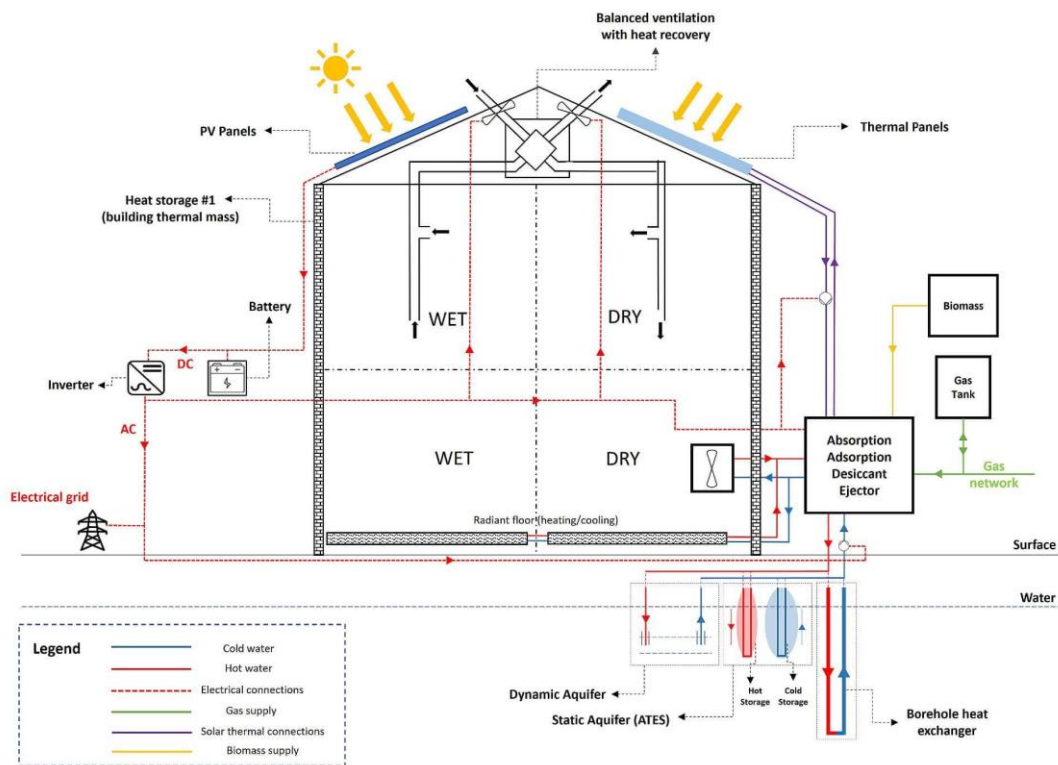 Balanced ventilation
with heat recovery
PV Panels
Thermal Panels
Heat storage #1
(building thermal mass)
Battery
WET
DRY
Biomass
DC
Inverter
Gas
Tank
AC
Absorption
Adsorption
Desiccant
Ejector
WET
DRY
Gas
network
Electrical grid
Radiant floor (heating/cooling)
Surface
Water
Legend
Cold water
Hot water
Electrical connections
Gas supply
Solar thermal connections
Biomass supply
Dynamic Aquifer
Hot
Storage
Cold
Storage
Static Aquifer (ATES)
Borehole heat
exchanger